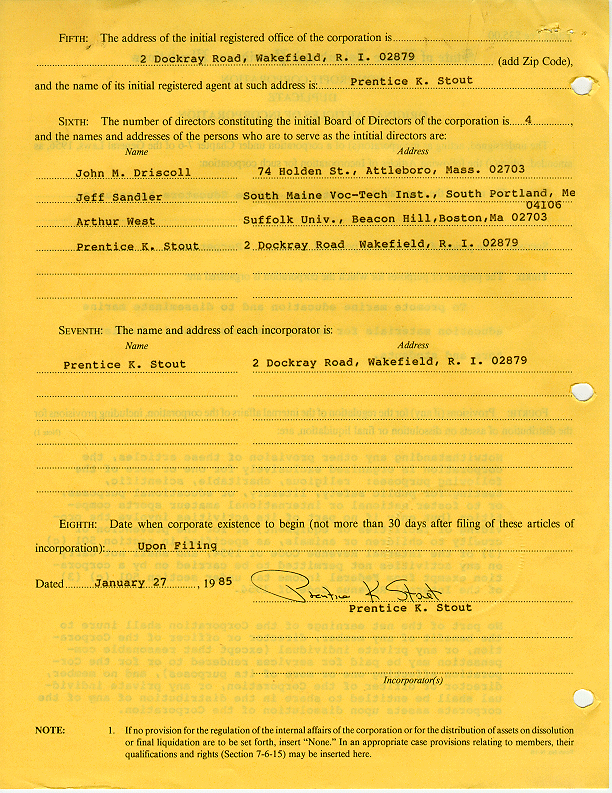 FIFTH: The address of the initial registered office of the corporation is
2 Dockray Road, Wakefield, R. I. 02879 (add Zip Code),
and the name of its initial registered agent at such address is: Prentice K. Stout
SIXTH: The number of directors constituting the initial Board of Directors of the corporation is 4,
and the names and addresses of the persons who are to serve as the intitial directors are:
Name Address
John M. Driscoll 74 Holden St., Attleboro, Mass. 02703
Jeff Sandler South Maine Voc-Tech Inst., South Portland, Me
04106
Arthur West Suffolk Univ., Beacon Hill,Boston,Ma 02703
Prentice K. Stout 2 Dockray Road Wakefield, R. I. 02879
SEVENTH: The name and address of each incorporator is:
Name Address
Prentice K. Stout 2 Dockray Road, Wakefield, R. I. 02879
EIGHTH: Date when corporate existence to begin (not more than 30 days after filing of these articles of
incorporation): Upon Filing
Dated January 27, 1985 Prentice K Stout
Prentice K. Stout
Incorporator(s)
NOTE: 1. If no provision for the regulation of the internal affairs of the corporation or for the distribution of assets on dissolution
or final liquidation are to be set forth, insert "None." In an appropriate case provisions relating to members, their
qualifications and rights (Section 7-6-15) may be inserted here.